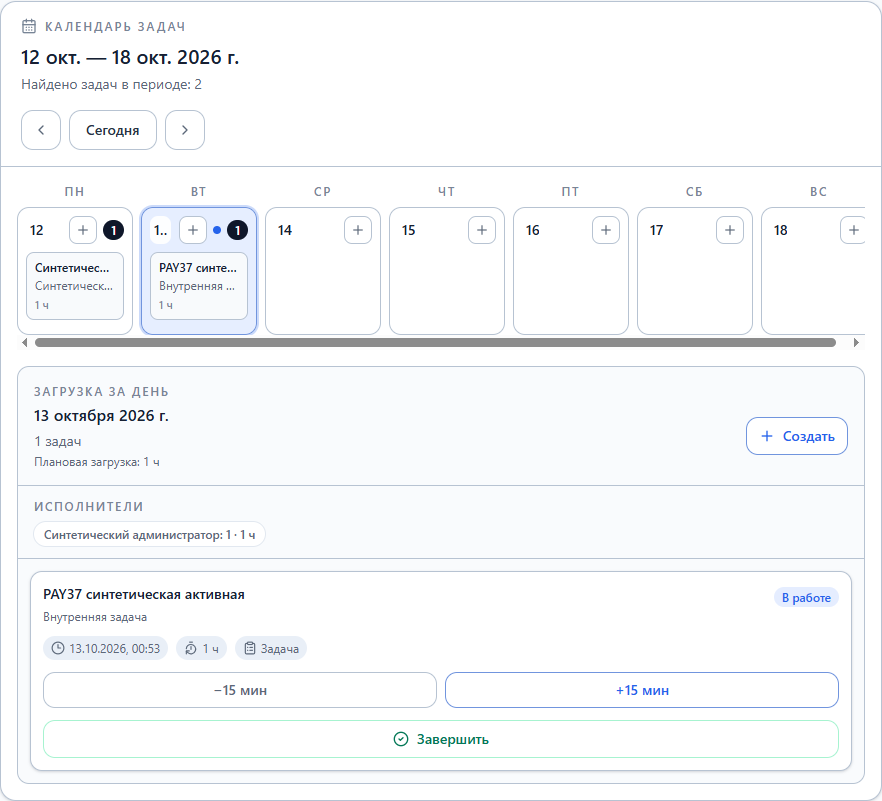 КАЛЕНДАРЬ ЗАДАЧ
12 окт. — 18 окт. 2026 г.
Найдено задач в периоде: 2
Сегодня
ПН ВТ СР ЧТ ПТ СБ ВС
12 + 1 1.. + 1 14 + 15 + 16 + 17 + 18 +
Синтетичес... PAY37 синте...
Синтетическ... Внутренняя ...
1 ч 1 ч
ЗАГРУЗКА ЗА ДЕНЬ
13 октября 2026 г.
1 задач
Плановая загрузка: 1 ч
+ Создать
ИСПОЛНИТЕЛИ
Синтетический администратор: 1 · 1 ч
PAY37 синтетическая активная
В работе
Внутренняя задача
13.10.2026, 00:53 1 ч Задача
−15 мин +15 мин
Завершить